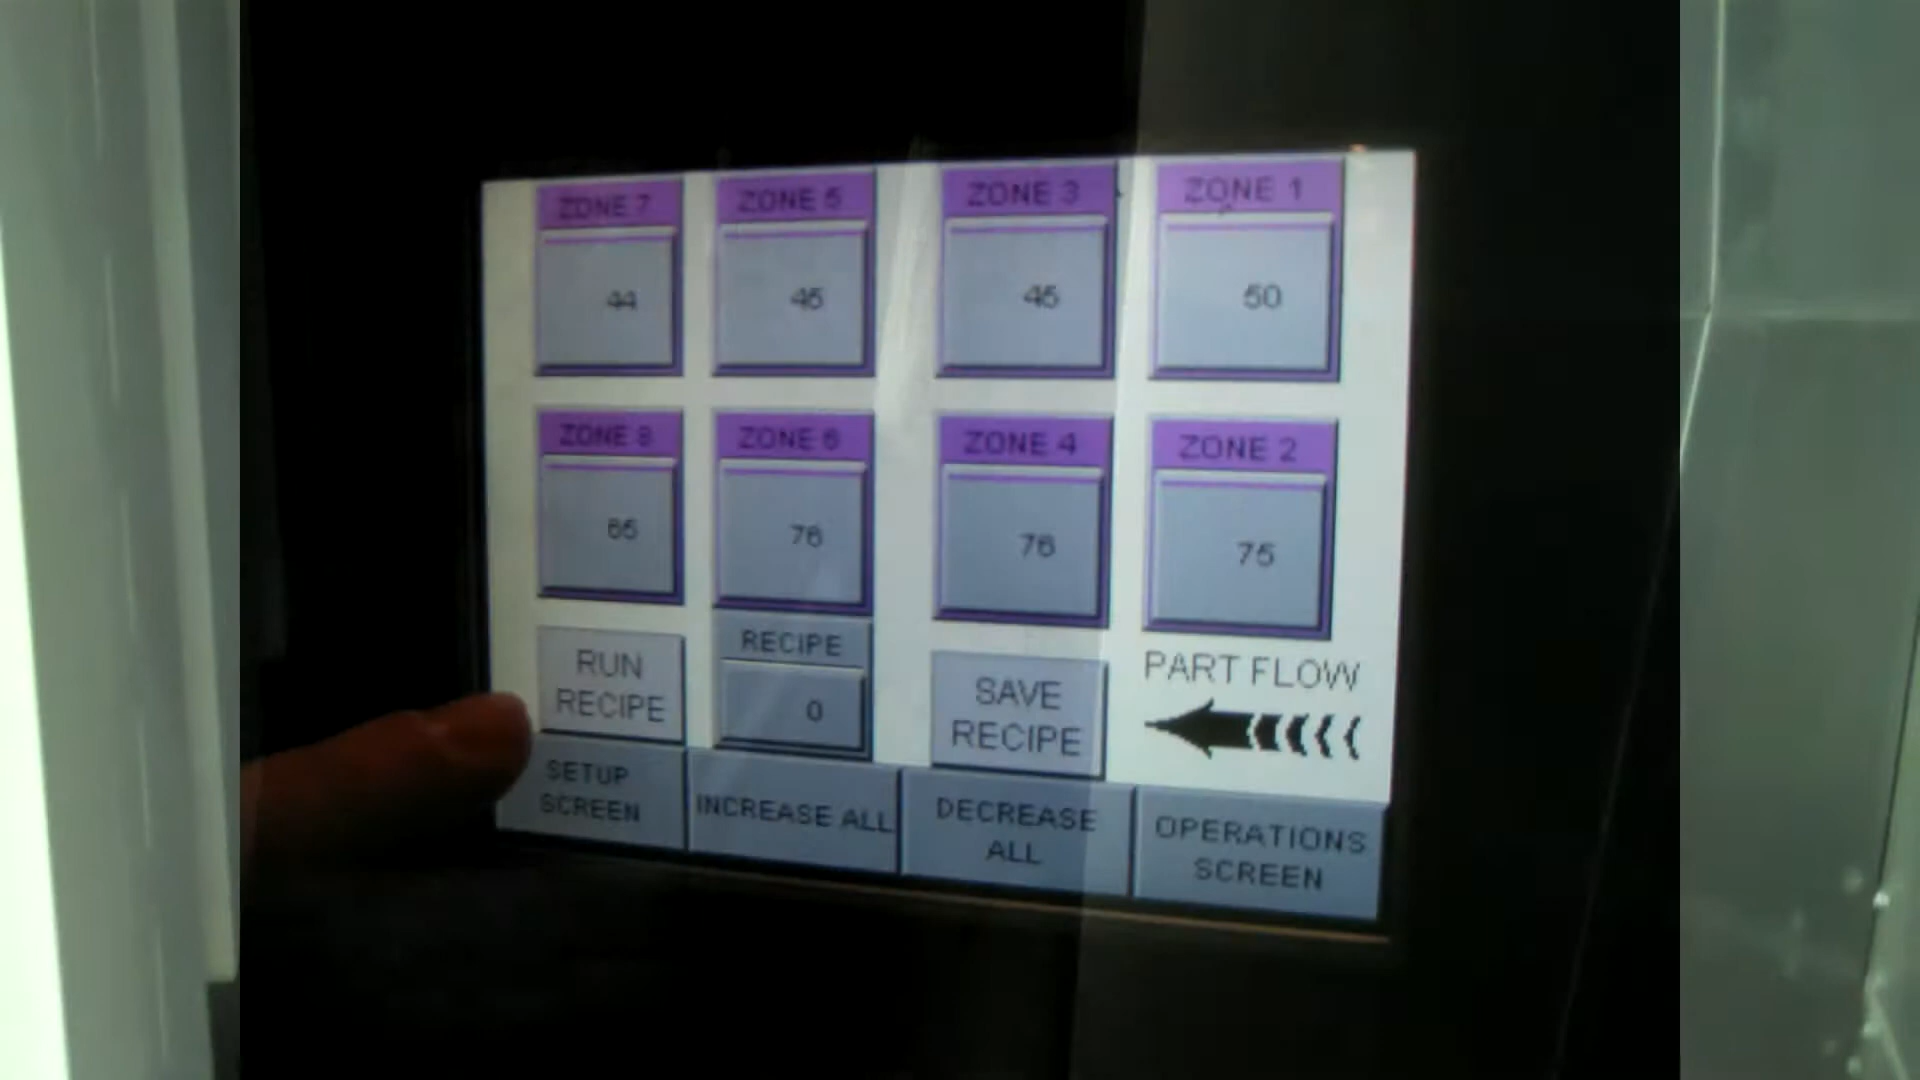 ZONE 7
ZONE 5
ZONE 3
ZONE 1
44
45
45
50
ZONE 8
ZONE 6
ZONE 4
ZONE 2
65
76
76
75
RUN
RECIPE
RECIPE
0
SAVE
RECIPE
PART FLOW
SETUP
SCREEN
INCREASE ALL
DECREASE
ALL
OPERATIONS
SCREEN